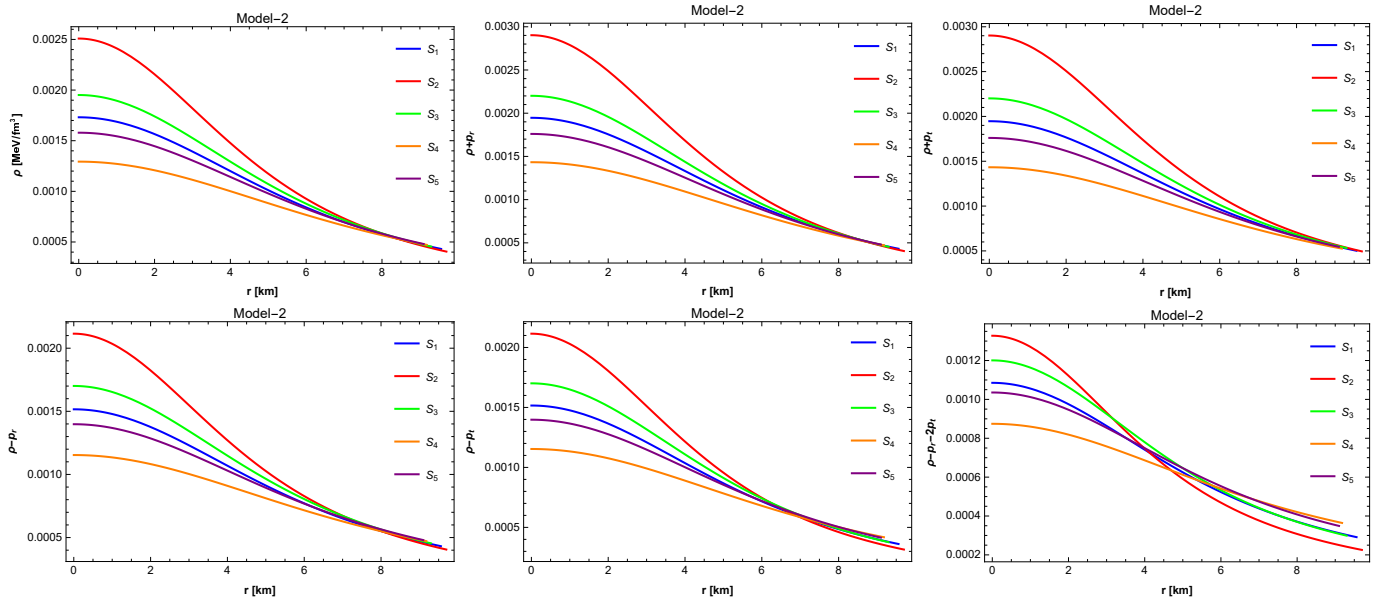 Model-2
ρ [MeV/fm³]
0.0025
0.0020
0.0015
0.0010
0.0005
0 2 4 6 8
r [km]
S₁
S₂
S₃
S₄
S₅
Model-2
ρ+pᵣ
0.0030
0.0025
0.0020
0.0015
0.0010
0.0005
0 2 4 6 8
r [km]
S₁
S₂
S₃
S₄
S₅
Model-2
ρ+pₜ
0.0030
0.0025
0.0020
0.0015
0.0010
0.0005
0 2 4 6 8
r [km]
S₁
S₂
S₃
S₄
S₅
Model-2
ρ-pᵣ
0.0020
0.0015
0.0010
0.0005
0 2 4 6 8
r [km]
S₁
S₂
S₃
S₄
S₅
Model-2
ρ-pₜ
0.0020
0.0015
0.0010
0.0005
0 2 4 6 8
r [km]
S₁
S₂
S₃
S₄
S₅
Model-2
ρ-pᵣ-2pₜ
0.0012
0.0010
0.0008
0.0006
0.0004
0.0002
0 2 4 6 8
r [km]
S₁
S₂
S₃
S₄
S₅